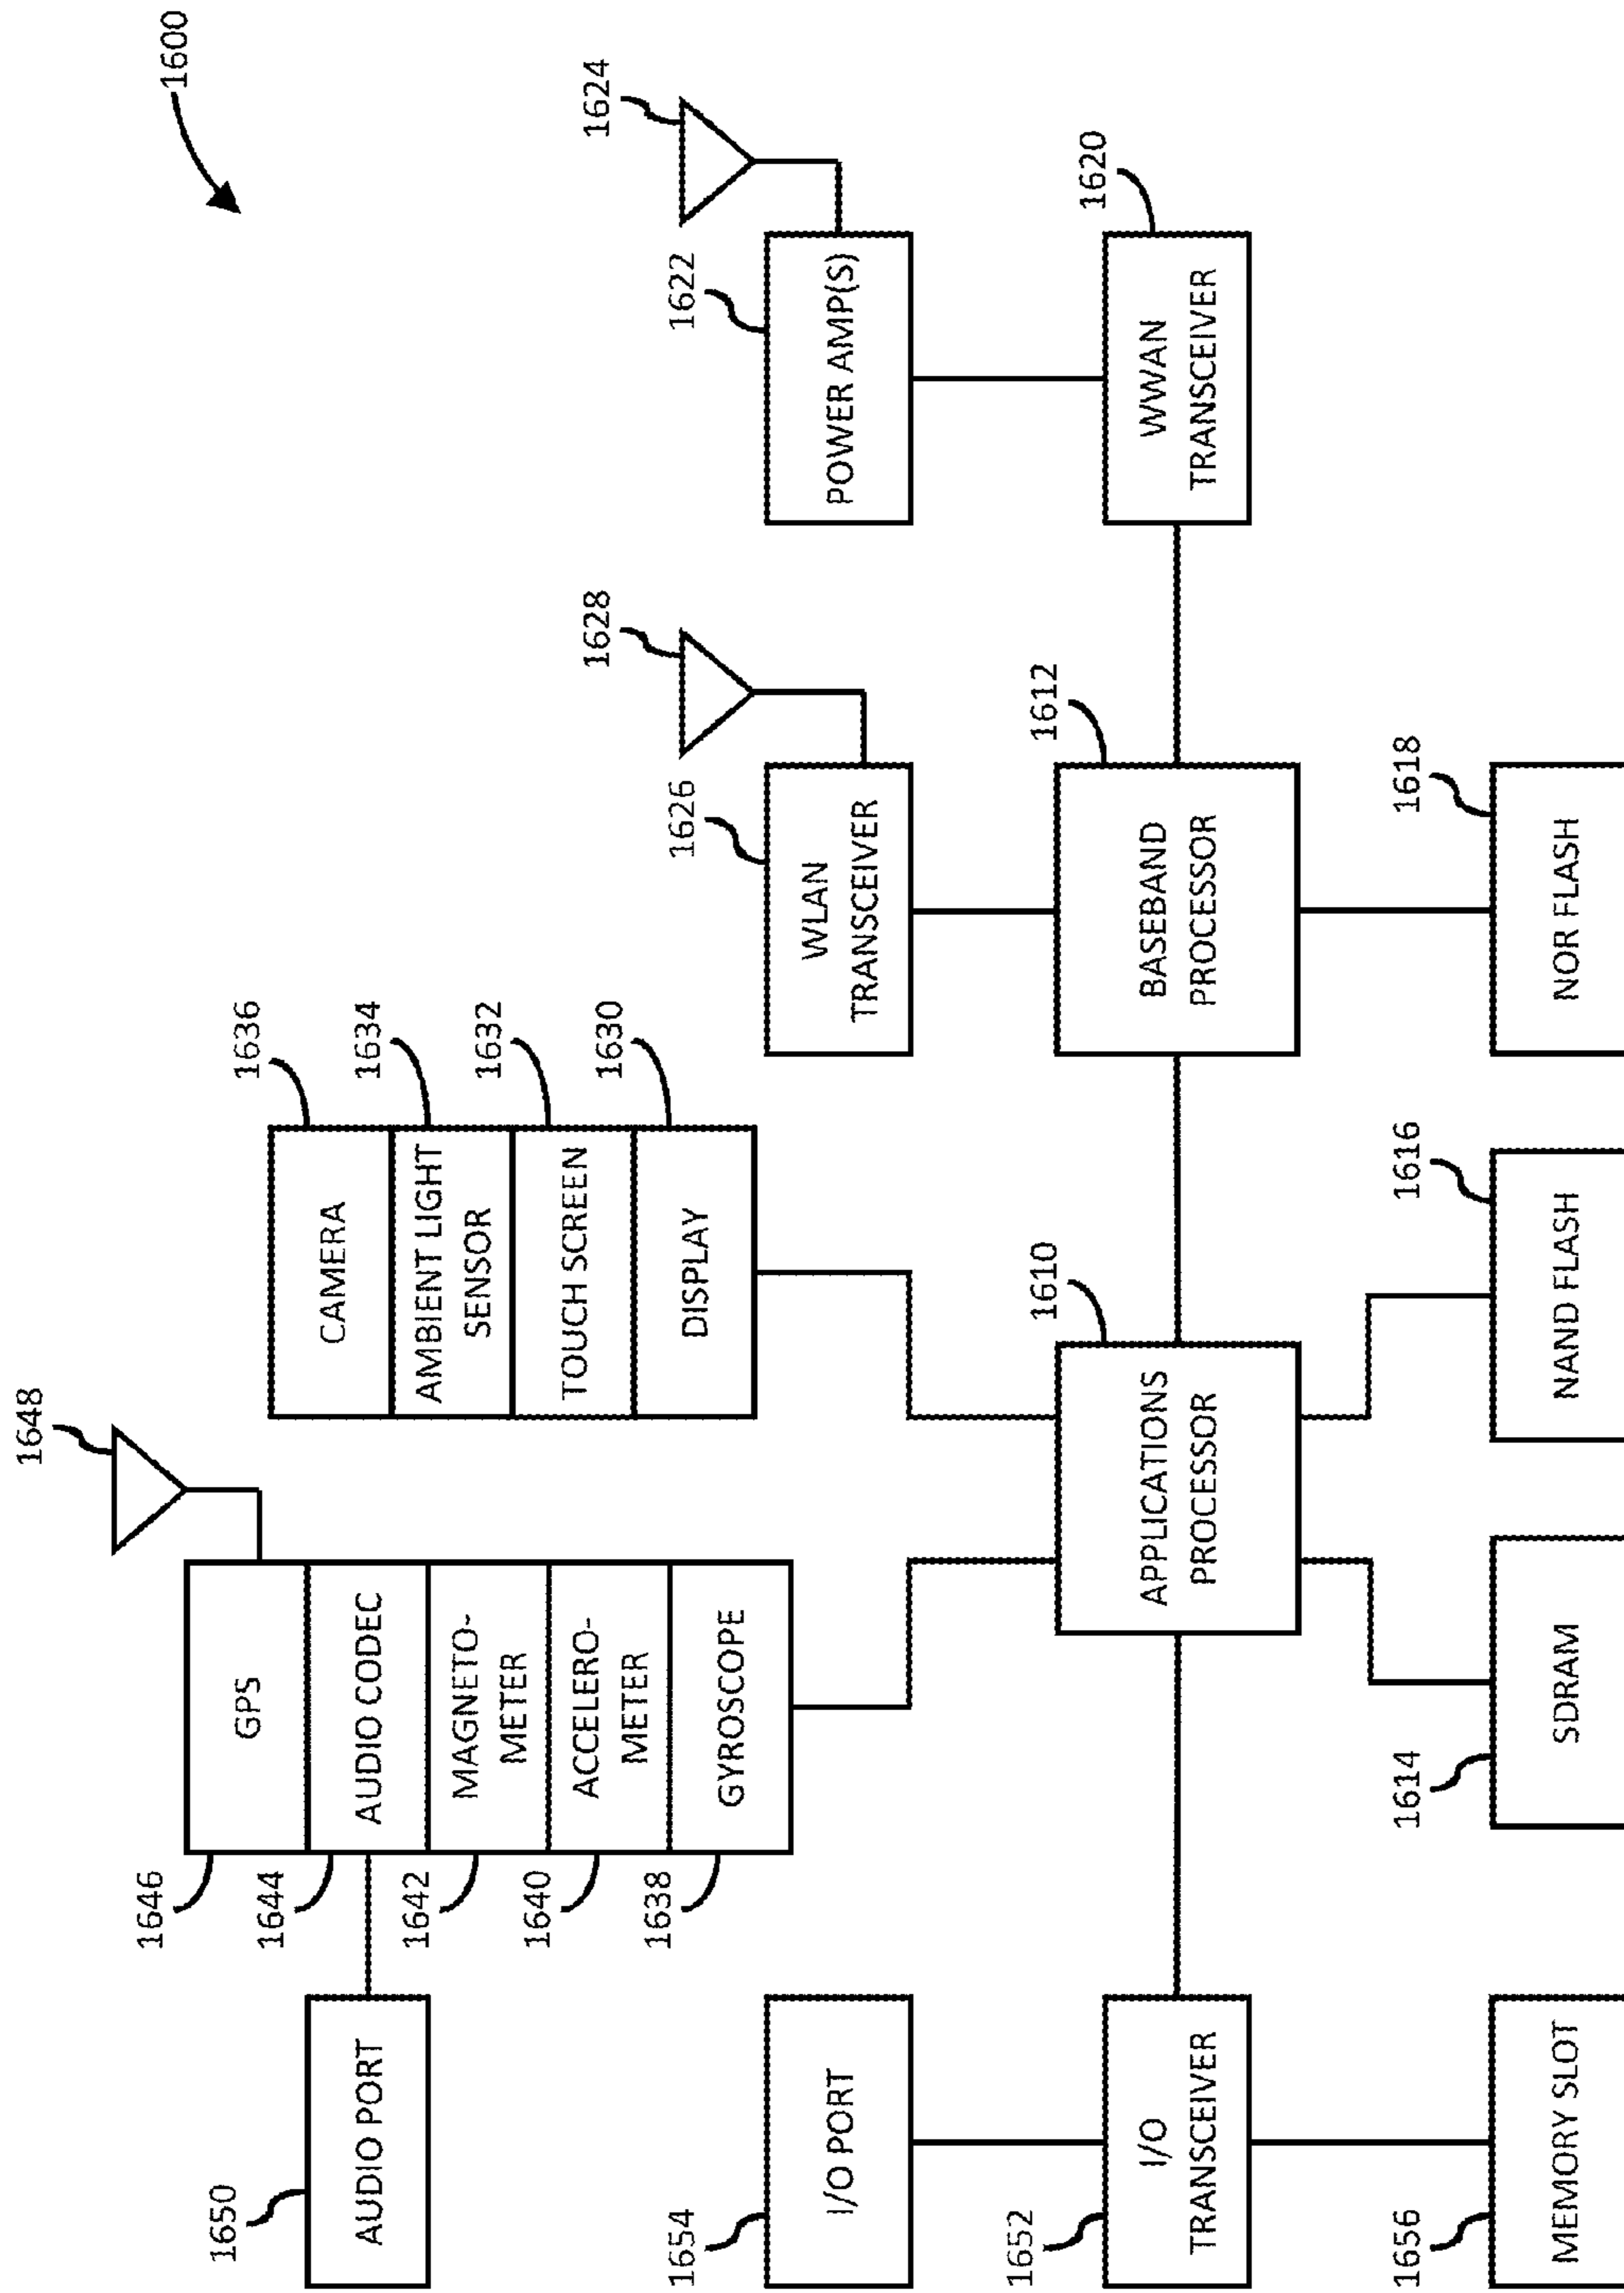 1600
1648
1646
GPS
1644
AUDIO CODEC
1642
MAGNETO-
METER
1640
ACCELERO-
METER
1638
GYROSCOPE
1650
AUDIO PORT
1636
CAMERA
1634
AMBIENT LIGHT
SENSOR
1632
TOUCH SCREEN
1630
DISPLAY
1628
1624
1654
I/O PORT
1626
WLAN
TRANSCEIVER
1622
POWER AMP(S)
1652
I/O
TRANSCEIVER
1610
APPLICATIONS
PROCESSOR
1612
BASEBAND
PROCESSOR
1620
WWAN
TRANSCEIVER
1656
MEMORY SLOT
1614
SDRAM
1616
NAND FLASH
1618
NOR FLASH